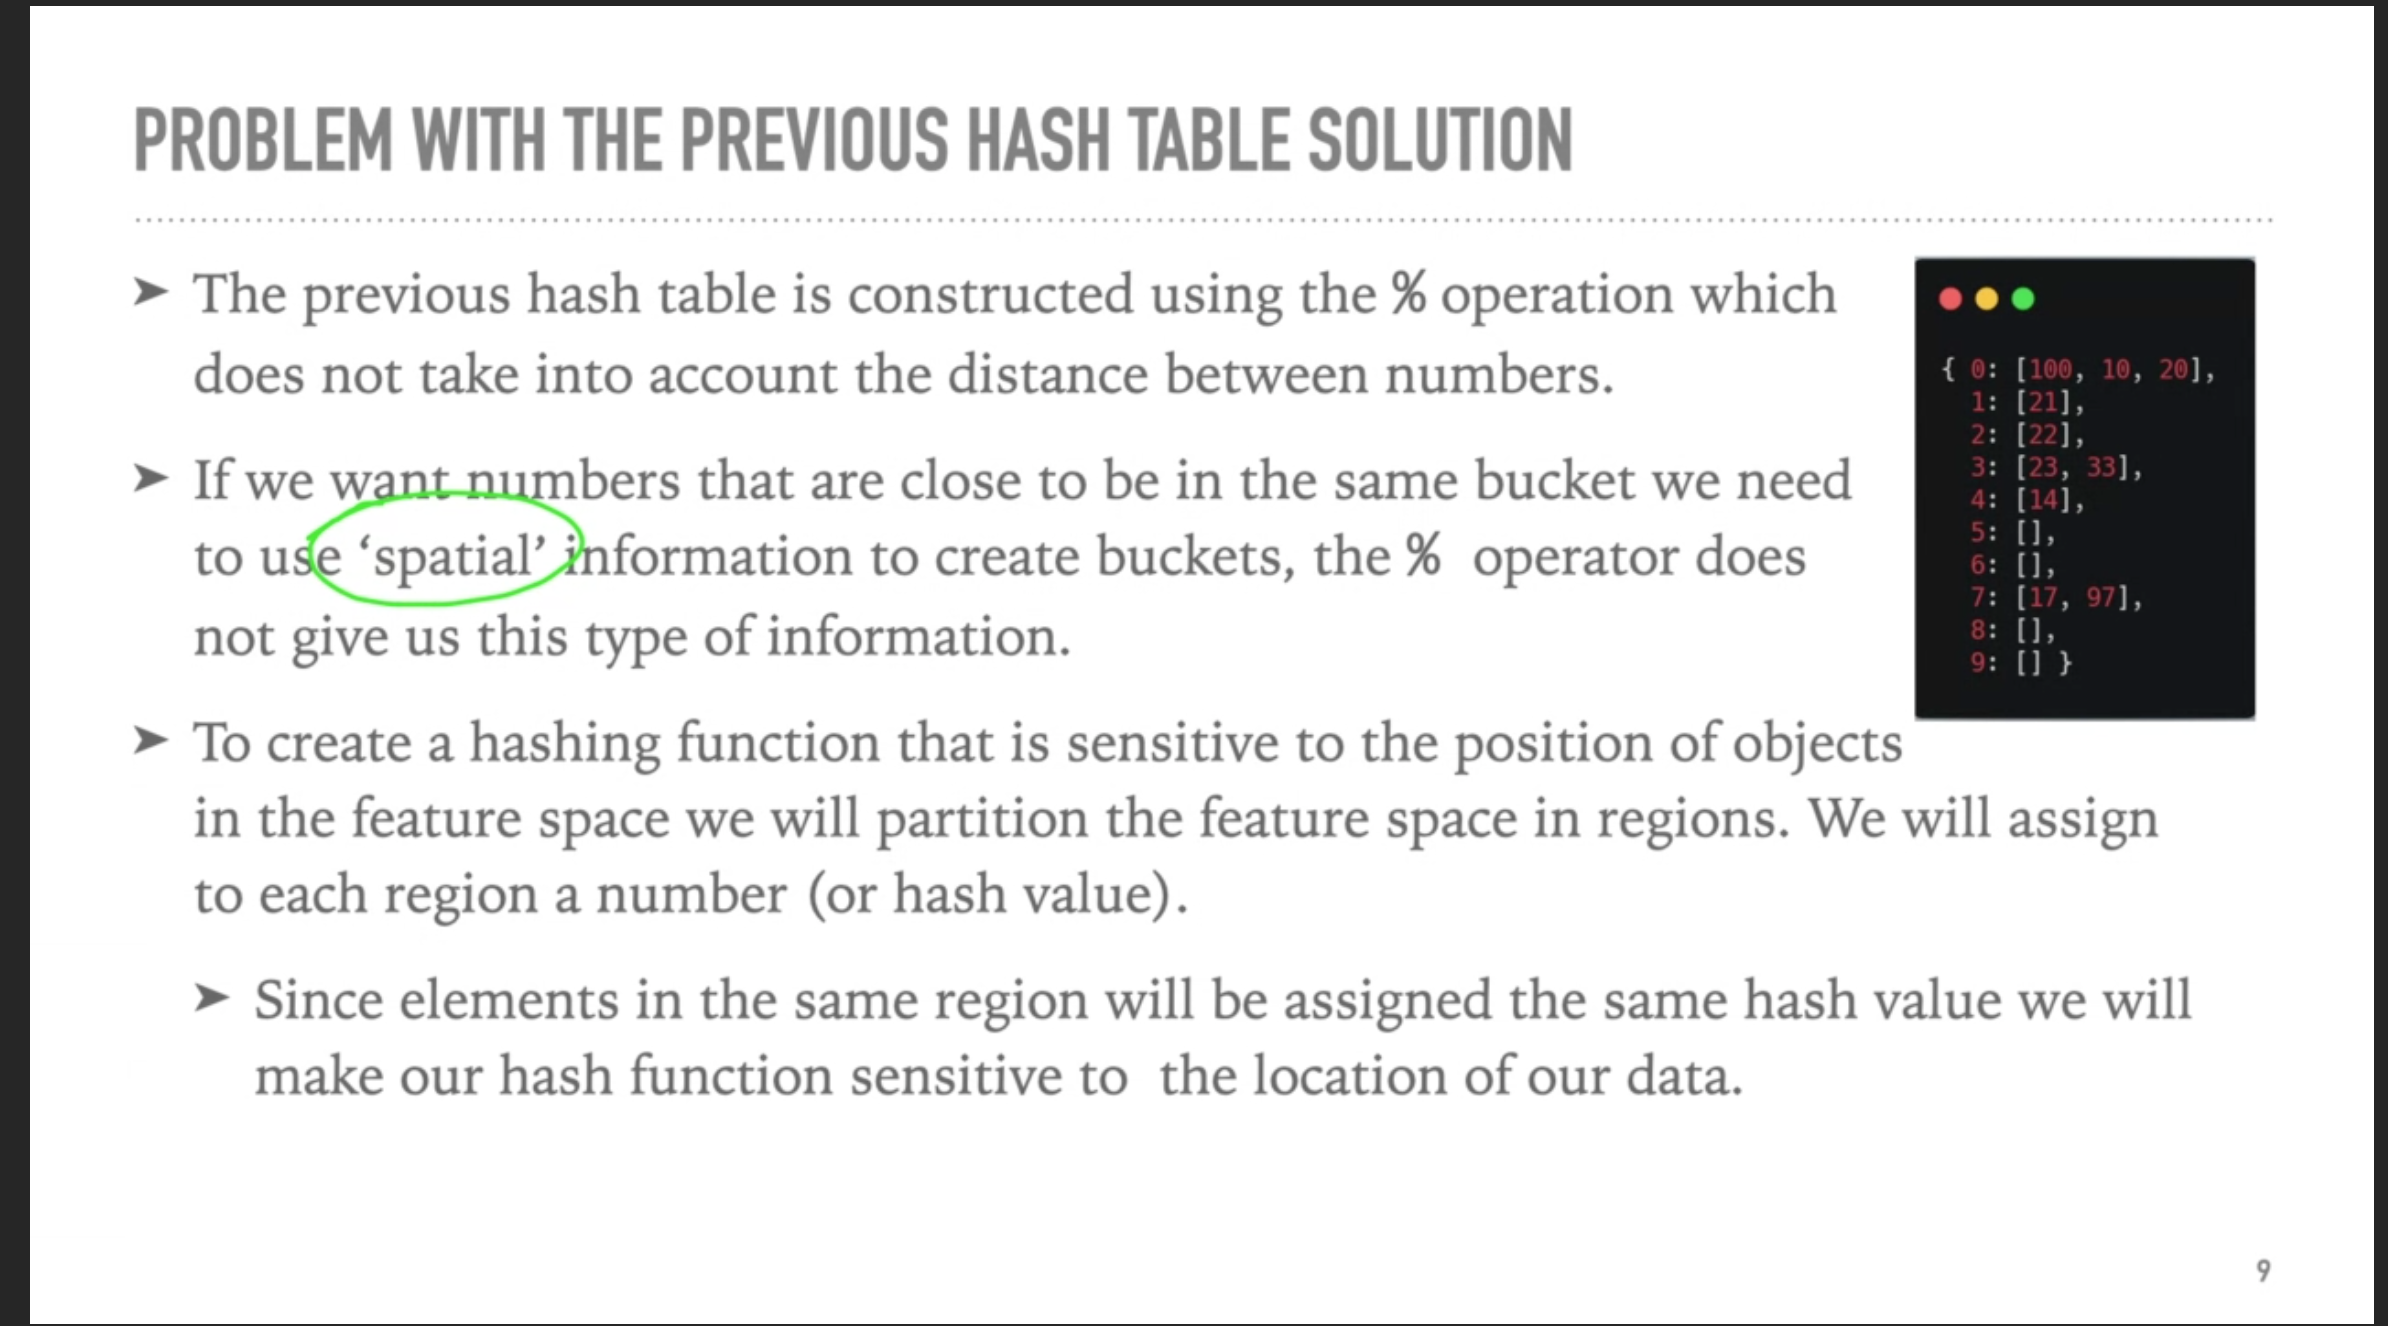 PROBLEM WITH THE PREVIOUS HASH TABLE SOLUTION
➤ The previous hash table is constructed using the % operation which
does not take into account the distance between numbers.
➤ If we want numbers that are close to be in the same bucket we need
to use ‘spatial’ information to create buckets, the % operator does
not give us this type of information.
➤ To create a hashing function that is sensitive to the position of objects
in the feature space we will partition the feature space in regions. We will assign
to each region a number (or hash value).
➤ Since elements in the same region will be assigned the same hash value we will
make our hash function sensitive to the location of our data.
{ 0: [100, 10, 20],
1: [21],
2: [22],
3: [23, 33],
4: [14],
5: [],
6: [],
7: [17, 97],
8: [],
9: [] }
9